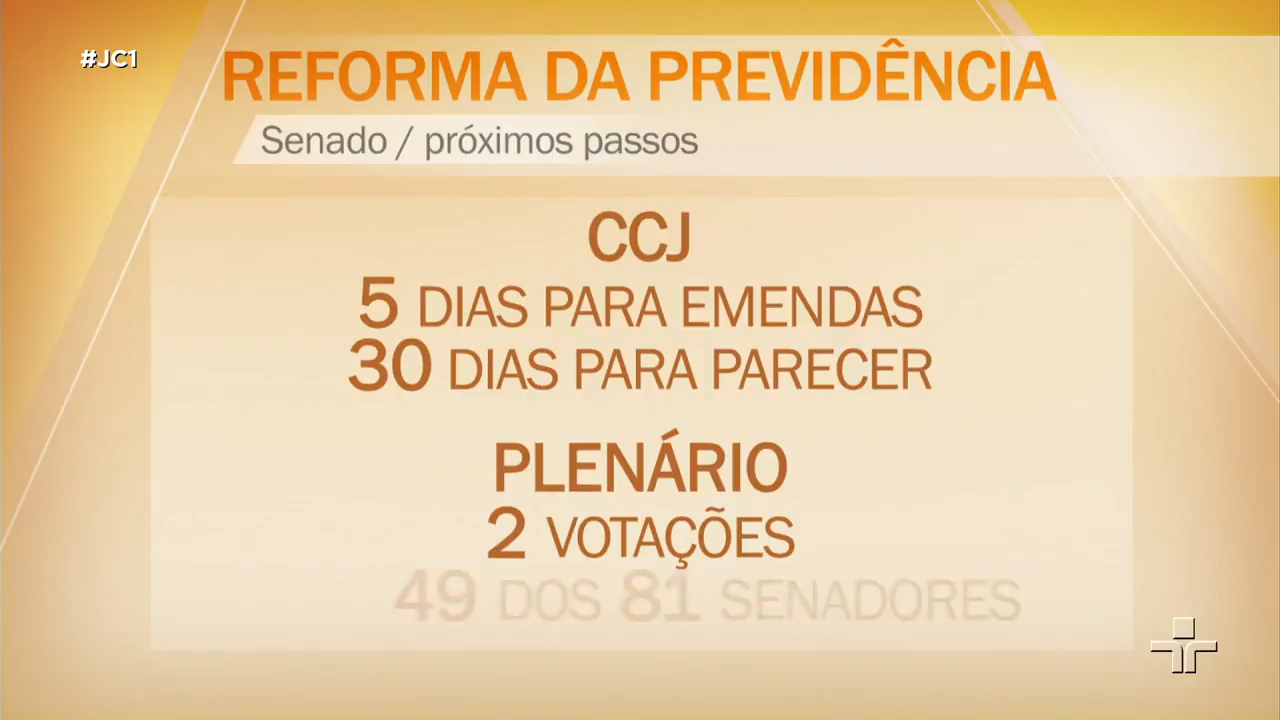 #JC1
REFORMA DA PREVIDÊNCIA
Senado / próximos passos
CCJ
5 DIAS PARA EMENDAS
30 DIAS PARA PARECER
PLENÁRIO
2 VOTAÇÕES
49 DOS 81 SENADORES